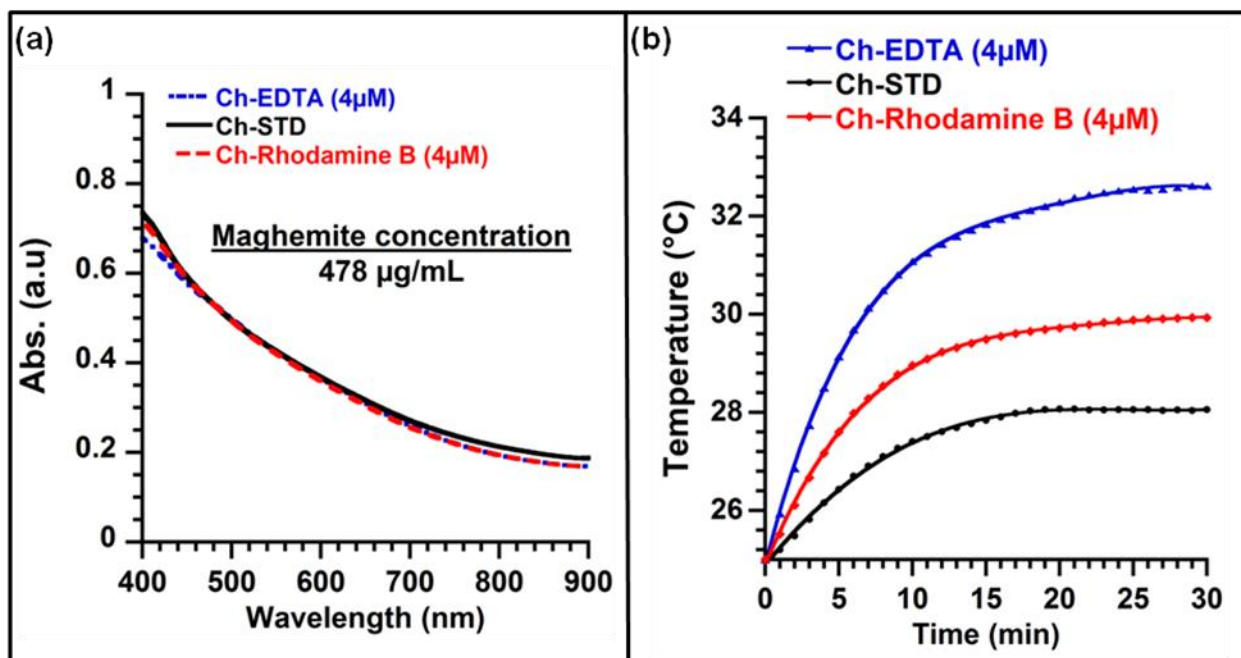 (a)
Ch-EDTA (4µM)
Ch-STD
Ch-Rhodamine B (4µM)
Maghemite concentration
478 µg/mL
Abs. (a.u)
1
0.8
0.6
0.4
0.2
0
400 500 600 700 800 900
Wavelength (nm)
(b)
Ch-EDTA (4µM)
Ch-STD
Ch-Rhodamine B (4µM)
Temperature (°C)
34
32
30
28
26
0 5 10 15 20 25 30
Time (min)